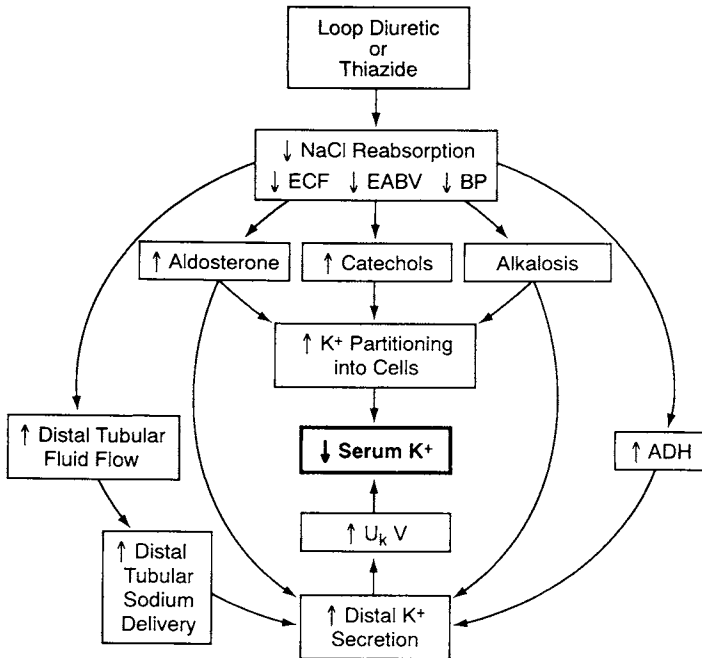 Loop Diuretic
or
Thiazide
↓ NaCl Reabsorption
↓ ECF ↓ EABV ↓ BP
↑ Aldosterone
↑ Catechols
Alkalosis
↑ K⁺ Partitioning
into Cells
↑ Distal Tubular
Fluid Flow
↓ Serum K⁺
↑ ADH
↑ Uₖ V
↑ Distal
Tubular
Sodium
Delivery
↑ Distal K⁺
Secretion